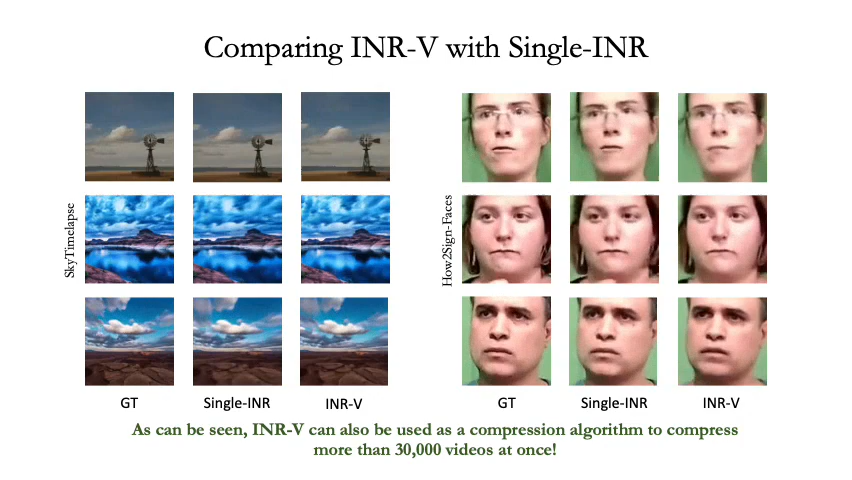 Comparing INR-V with Single-INR
SkyTimelapse
GT
Single-INR
INR-V
How2Sign-Faces
GT
Single-INR
INR-V
As can be seen, INR-V can also be used as a compression algorithm to compress
more than 30,000 videos at once!